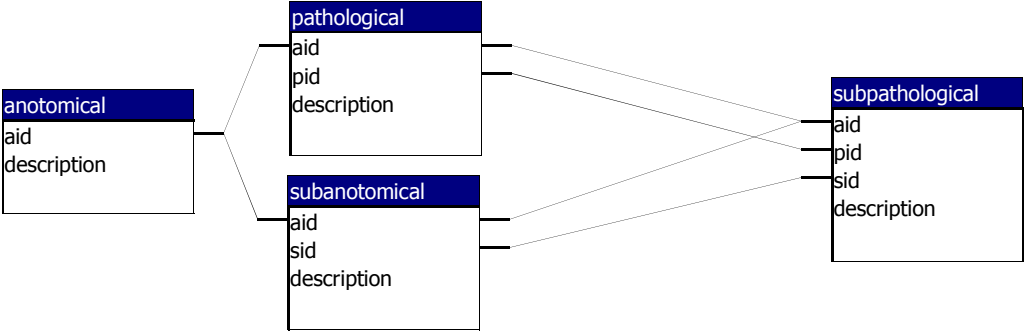 anotomical
aid
description
pathological
aid
pid
description
subanotomical
aid
sid
description
subpathological
aid
pid
sid
description